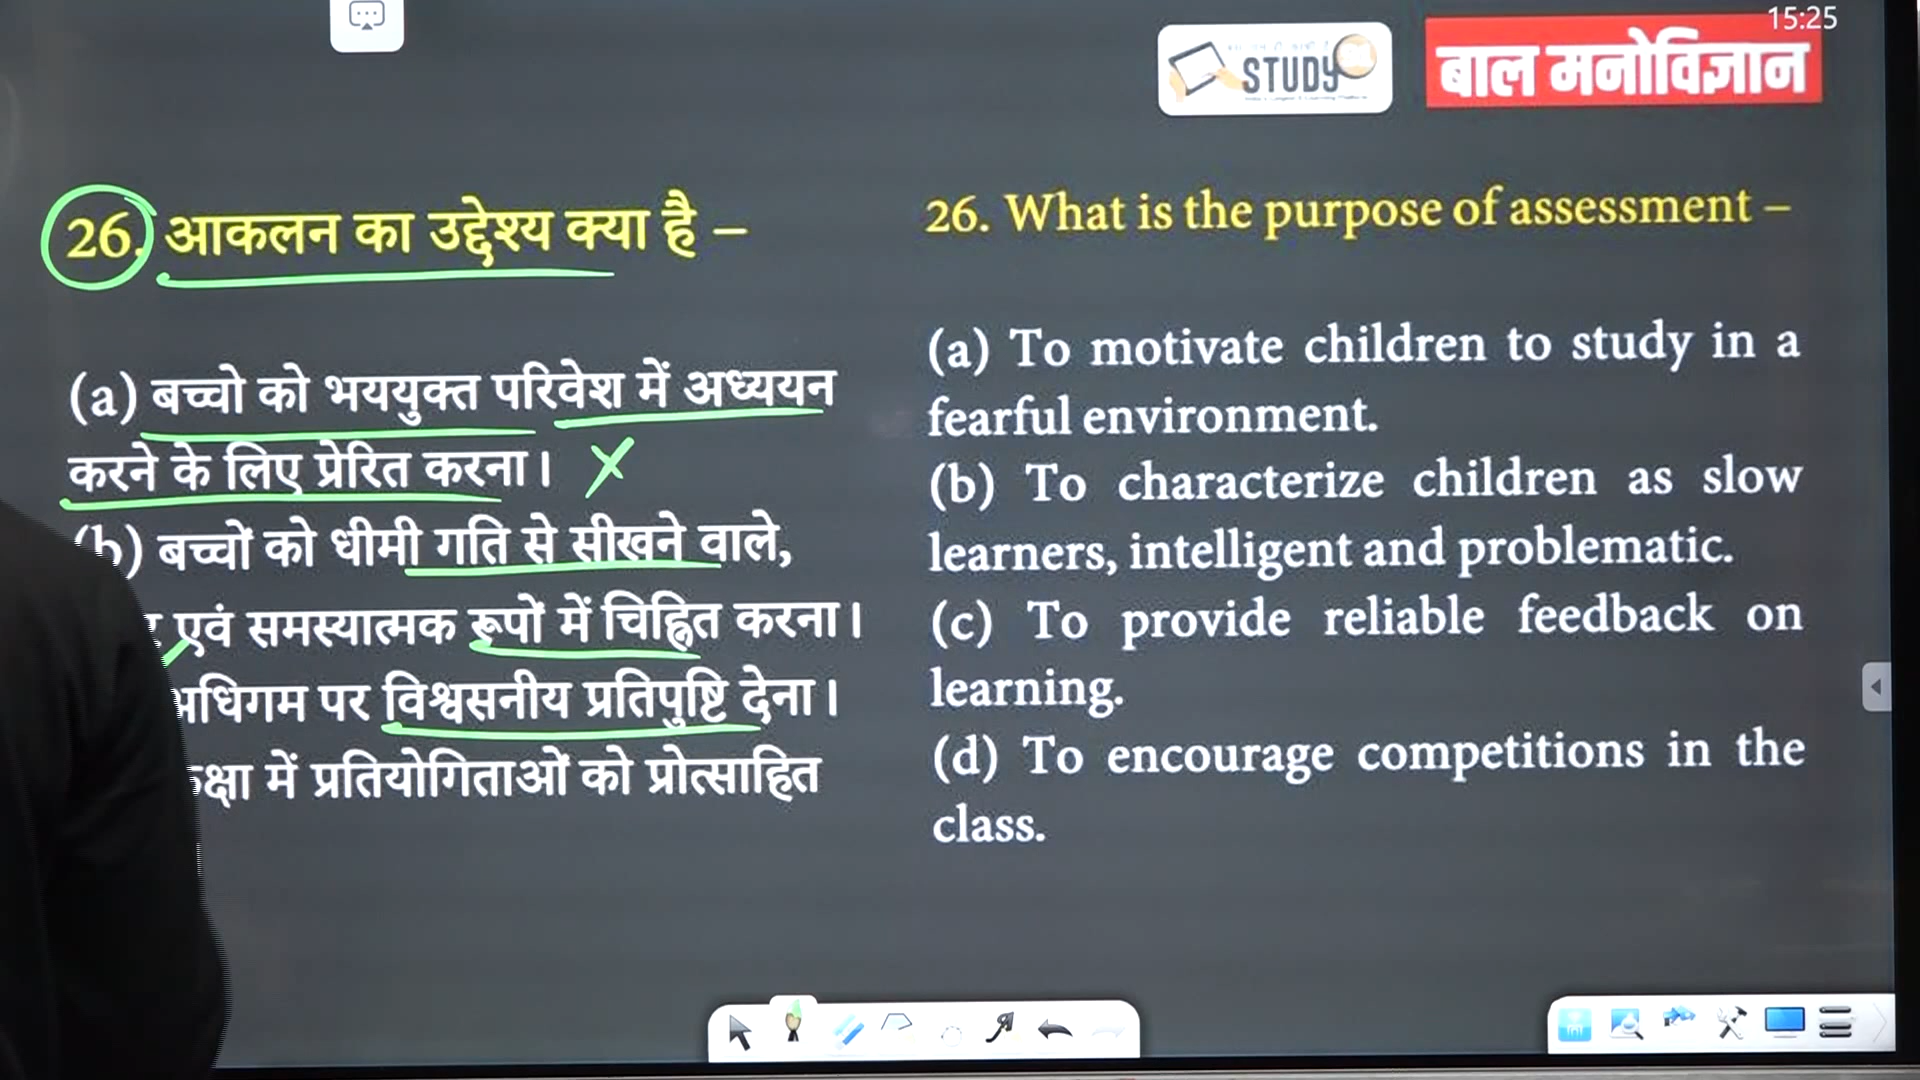 15:25
STUDY
बाल मनोविज्ञान
26. आकलन का उद्देश्य क्या है –
(a) बच्चो को भययुक्त परिवेश में अध्ययन
करने के लिए प्रेरित करना।
(b) बच्चों को धीमी गति से सीखने वाले,
एवं समस्यात्मक रूपों में चिह्नित करना।
अधिगम पर विश्वसनीय प्रतिपुष्टि देना।
कक्षा में प्रतियोगिताओं को प्रोत्साहित
26. What is the purpose of assessment –
(a) To motivate children to study in a
fearful environment.
(b) To characterize children as slow
learners, intelligent and problematic.
(c) To provide reliable feedback on
learning.
(d) To encourage competitions in the
class.